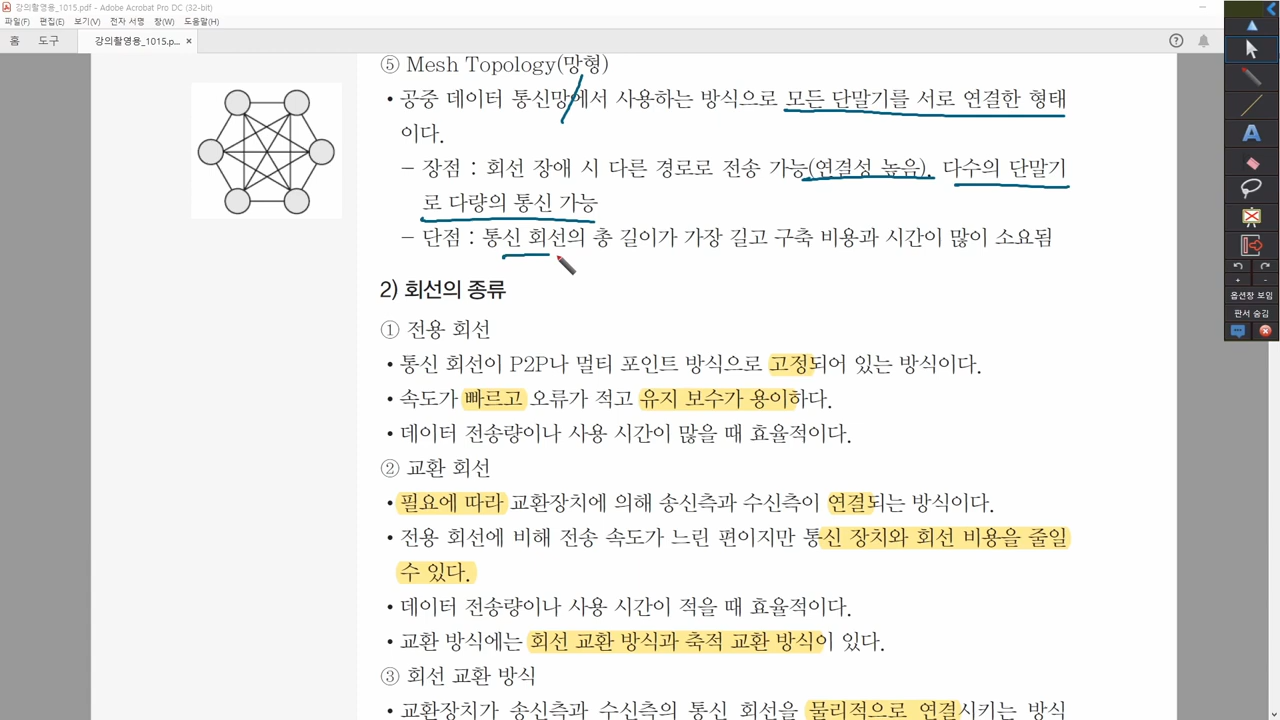 강의촬영용_1015.pdf - Adobe Acrobat Pro DC (32-bit)
파일(F) 편집(E) 보기(V) 전자 서명 창(W) 도움말(H)
홈 도구 강의촬영용_1015.p... ×
⑤ Mesh Topology(망형)
• 공중 데이터 통신망에서 사용하는 방식으로 모든 단말기를 서로 연결한 형태
이다.
– 장점 : 회선 장애 시 다른 경로로 전송 가능(연결성 높음). 다수의 단말기
로 다량의 통신 가능
– 단점 : 통신 회선의 총 길이가 가장 길고 구축 비용과 시간이 많이 소요됨
2) 회선의 종류
① 전용 회선
• 통신 회선이 P2P나 멀티 포인트 방식으로 고정되어 있는 방식이다.
• 속도가 빠르고 오류가 적고 유지 보수가 용이하다.
• 데이터 전송량이나 사용 시간이 많을 때 효율적이다.
② 교환 회선
• 필요에 따라 교환장치에 의해 송신측과 수신측이 연결되는 방식이다.
• 전용 회선에 비해 전송 속도가 느린 편이지만 통신 장치와 회선 비용을 줄일
수 있다.
• 데이터 전송량이나 사용 시간이 적을 때 효율적이다.
• 교환 방식에는 회선 교환 방식과 축적 교환 방식이 있다.
③ 회선 교환 방식
• 교환장치가 송신측과 수신측의 통신 회선을 물리적으로 연결시키는 방식
A
+ -
옵션창 보임
판서 숨김